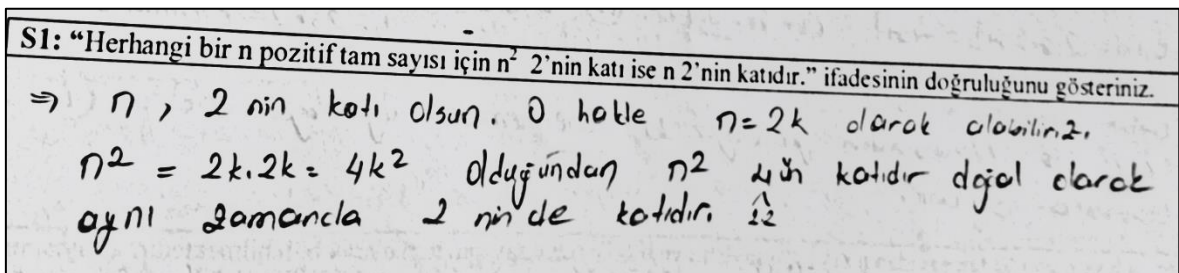 S1: “Herhangi bir n pozitif tam sayısı için n² 2’nin katı ise n 2’nin katıdır.” ifadesinin doğruluğunu gösteriniz.
⇒ n, 2 nin katı olsun. O halde n = 2k olarak alabiliriz.
n² = 2k.2k = 4k² olduğundan n² 4 ün katıdır doğal olarak
aynı zamanda 2 nin de katıdır.